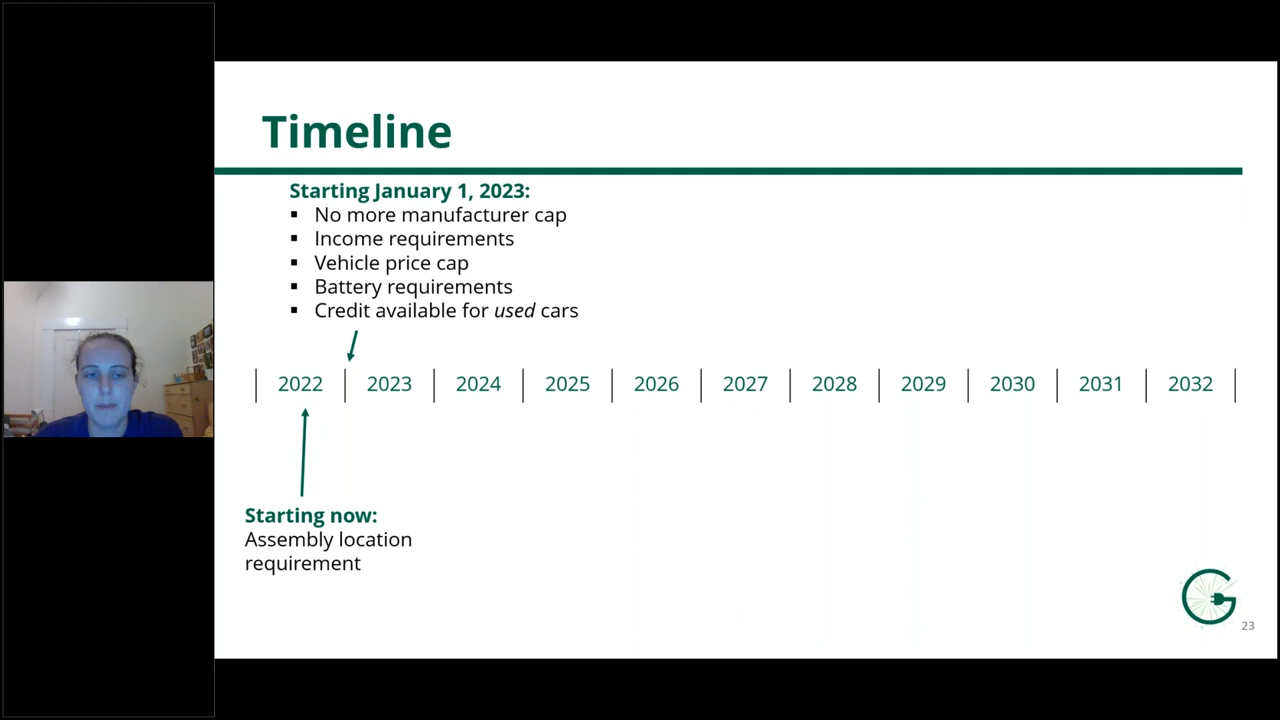 Timeline
Starting January 1, 2023:
▪ No more manufacturer cap
▪ Income requirements
▪ Vehicle price cap
▪ Battery requirements
▪ Credit available for used cars
2022 2023 2024 2025 2026 2027 2028 2029 2030 2031 2032
Starting now:
Assembly location
requirement
G
23